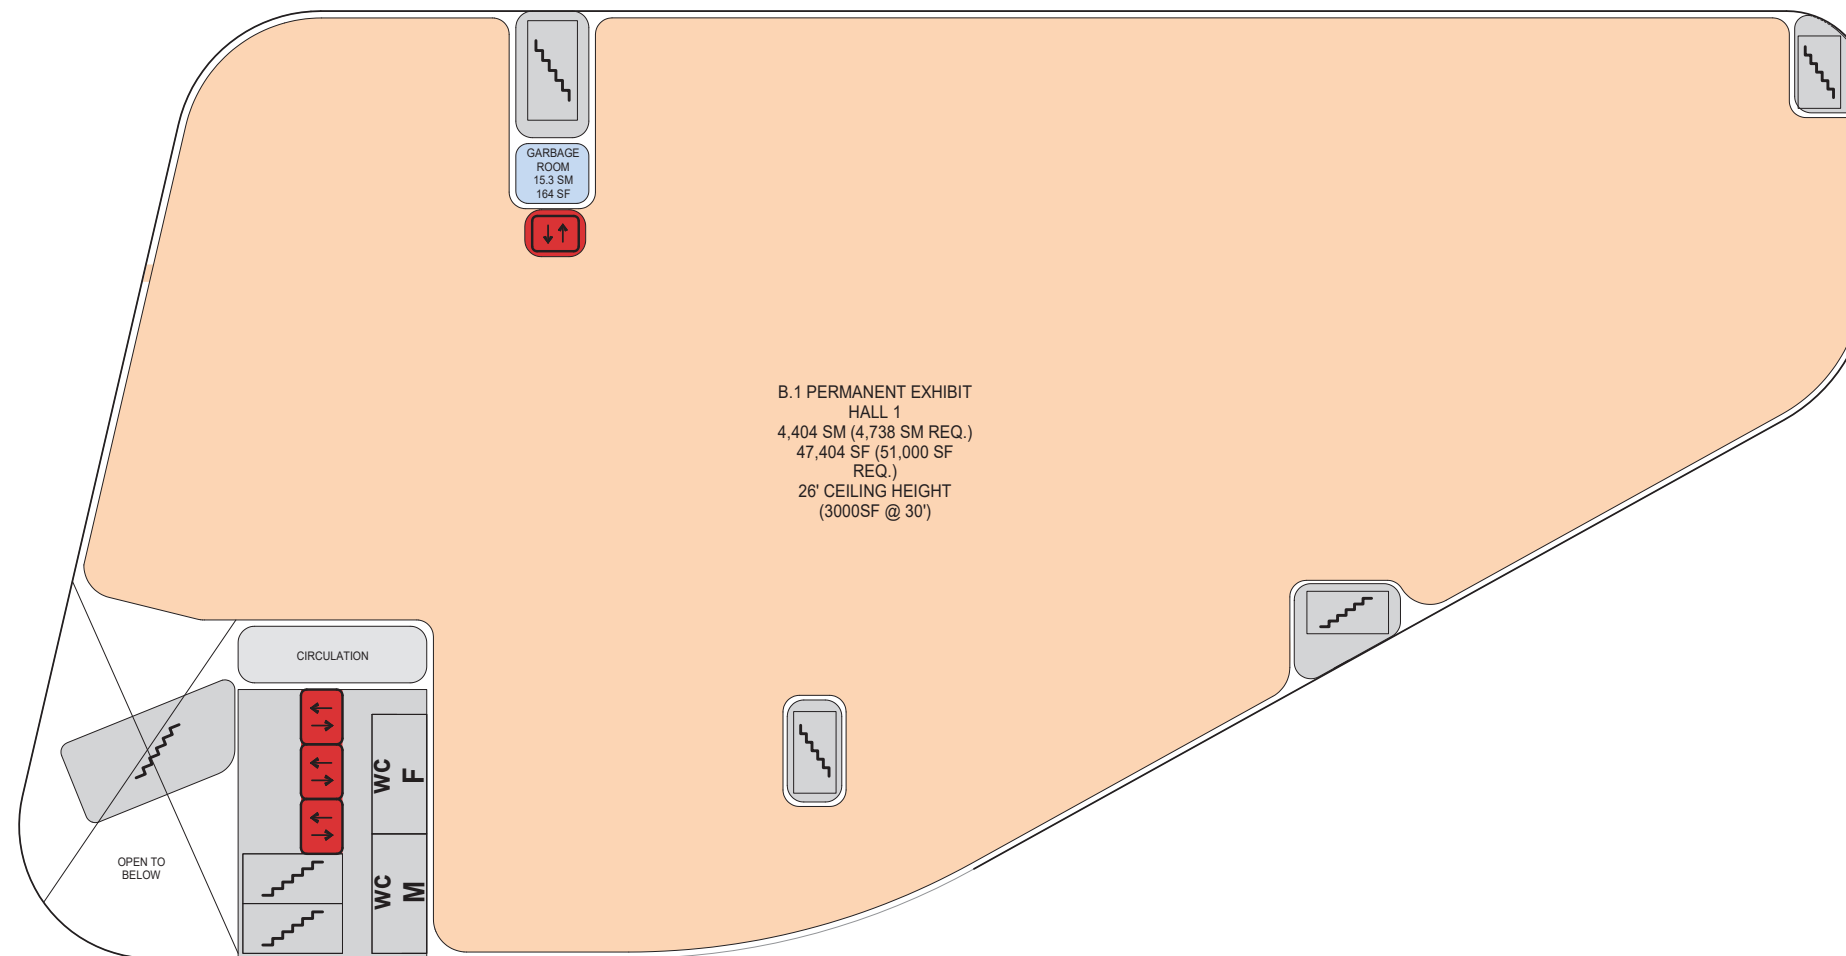 GARBAGE
ROOM
15.3 SM
164 SF
B.1 PERMANENT EXHIBIT
HALL 1
4,404 SM (4,738 SM REQ.)
47,404 SF (51,000 SF
REQ.)
26' CEILING HEIGHT
(3000SF @ 30')
CIRCULATION
WC
F
WC
M
OPEN TO
BELOW